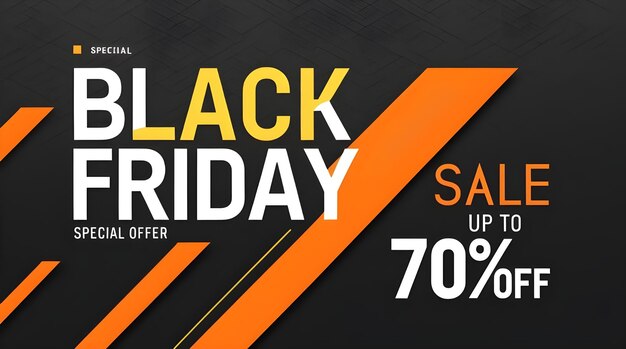 SPECIIAL
BLACK
FRIDAY
SPECIAL OFFER
SALE
UP TO
70%OFF